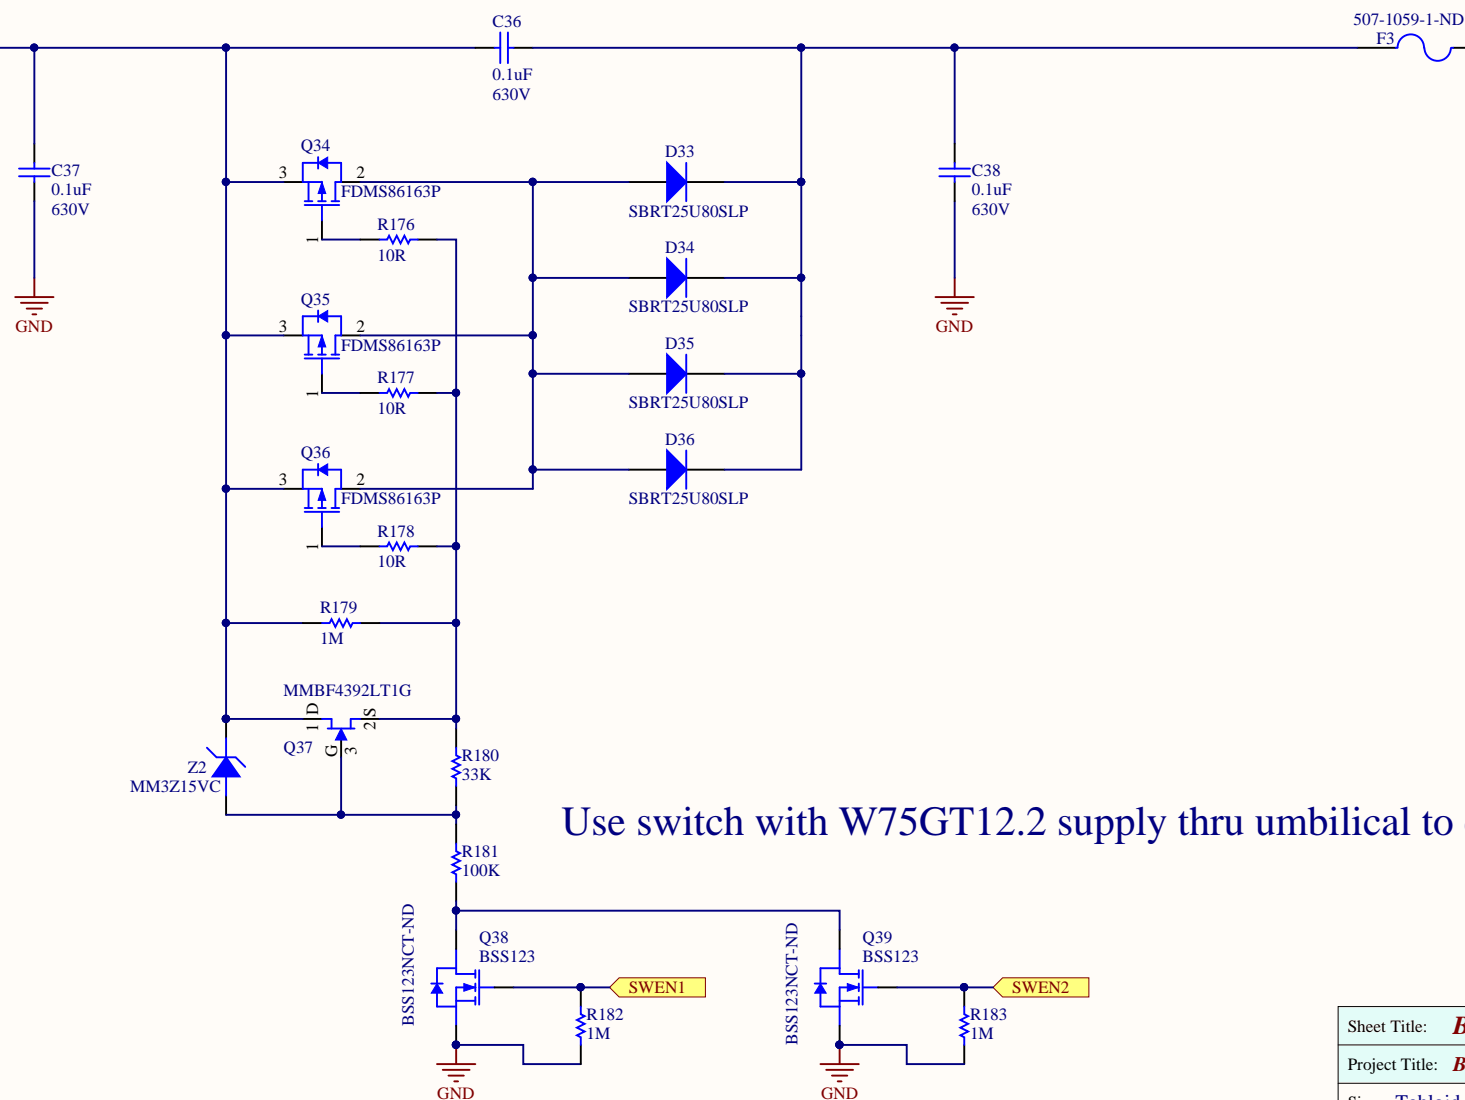 507-1059-1-ND
F3
C36
0.1uF
630V
C37
0.1uF
630V
GND
Q34
3
2
FDMS86163P
1
R176
10R
Q35
3
2
FDMS86163P
1
R177
10R
Q36
3
2
FDMS86163P
1
R178
10R
D33
SBRT25U80SLP
D34
SBRT25U80SLP
D35
SBRT25U80SLP
D36
SBRT25U80SLP
C38
0.1uF
630V
GND
R179
1M
MMBF4392LT1G
1 D
2 S
Q37
G
3
Z2
MM3Z15VC
R180
33K
Use switch with W75GT12.2 supply thru umbilical to
R181
100K
BSS123NCT-ND
Q38
BSS123
SWEN1
R182
1M
GND
BSS123NCT-ND
Q39
BSS123
SWEN2
R183
1M
GND
Sheet Title:
Project Title: